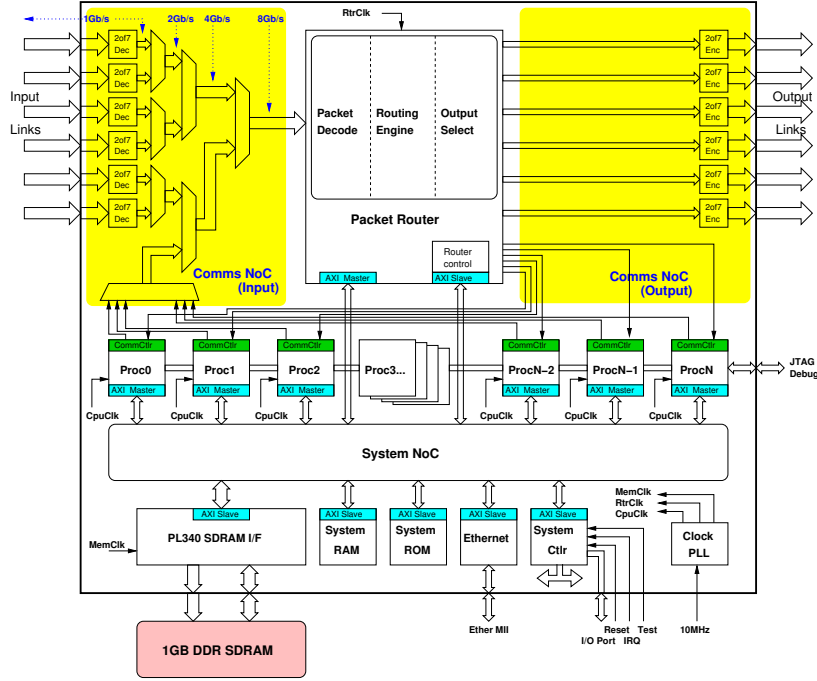 RtrClk
1Gb/s
2Gb/s
4Gb/s
8Gb/s
2of7
Dec
2of7
Enc
2of7
Dec
2of7
Enc
Input
Links
2of7
Dec
2of7
Enc
Output
Links
2of7
Dec
2of7
Enc
2of7
Dec
2of7
Enc
2of7
Dec
2of7
Enc
Packet
Decode
Routing
Engine
Output
Select
Packet Router
Router
control
AXI Master
AXI Slave
Comms NoC
(Input)
Comms NoC
(Output)
CommCtlr
Proc0
AXI Master
CpuClk
CommCtlr
Proc1
AXI Master
CpuClk
CommCtlr
Proc2
AXI Master
CpuClk
Proc3...
CommCtlr
ProcN-2
AXI Master
CpuClk
CommCtlr
ProcN-1
AXI Master
CpuClk
CommCtlr
ProcN
AXI Master
CpuClk
JTAG
Debug
System NoC
AXI Slave
PL340 SDRAM I/F
MemClk
AXI Slave
System
RAM
AXI Slave
System
ROM
AXI Slave
Ethernet
AXI Slave
System
Ctlr
MemClk
RtrClk
CpuClk
Clock
PLL
Ether MII
I/O Port
Reset
IRQ
Test
10MHz
1GB DDR SDRAM